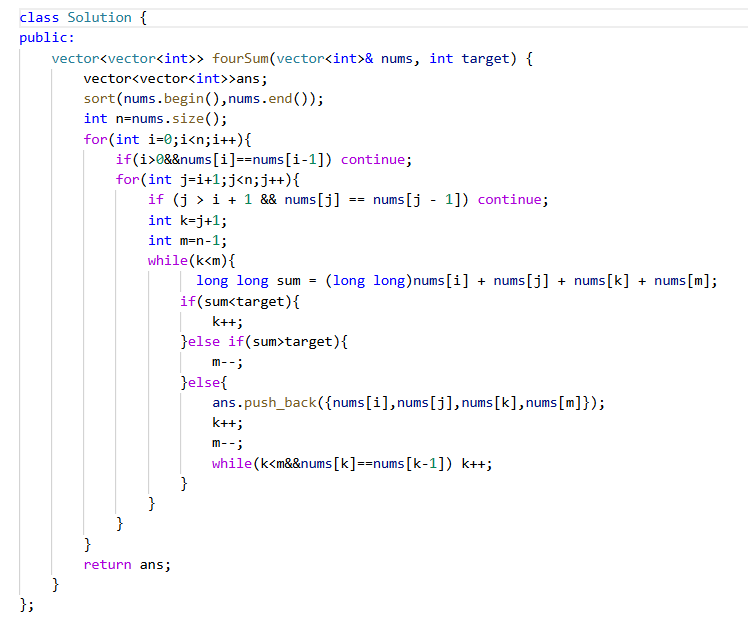 class Solution {
public:
    vector<vector<int>> fourSum(vector<int>& nums, int target) {
        vector<vector<int>>ans;
        sort(nums.begin(),nums.end());
        int n=nums.size();
        for(int i=0;i<n;i++){
            if(i>0&&nums[i]==nums[i-1]) continue;
            for(int j=i+1;j<n;j++){
                if (j > i + 1 && nums[j] == nums[j - 1]) continue;
                int k=j+1;
                int m=n-1;
                while(k<m){
                      long long sum = (long long)nums[i] + nums[j] + nums[k] + nums[m];
                    if(sum<target){
                        k++;
                    }else if(sum>target){
                        m--;
                    }else{
                        ans.push_back({nums[i],nums[j],nums[k],nums[m]});
                        k++;
                        m--;
                        while(k<m&&nums[k]==nums[k-1]) k++;
                    }
                }
            }
        }
        return ans;
    }
};